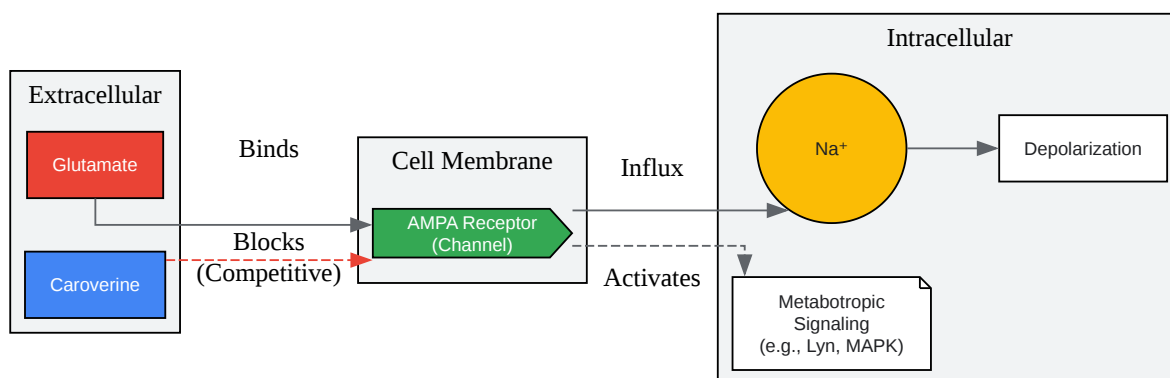 Extracellular
Glutamate
Caroverine
Binds
Blocks
(Competitive)
Cell Membrane
AMPA Receptor
(Channel)
Influx
Activates
Intracellular
Na⁺
Depolarization
Metabotropic
Signaling
(e.g., Lyn, MAPK)